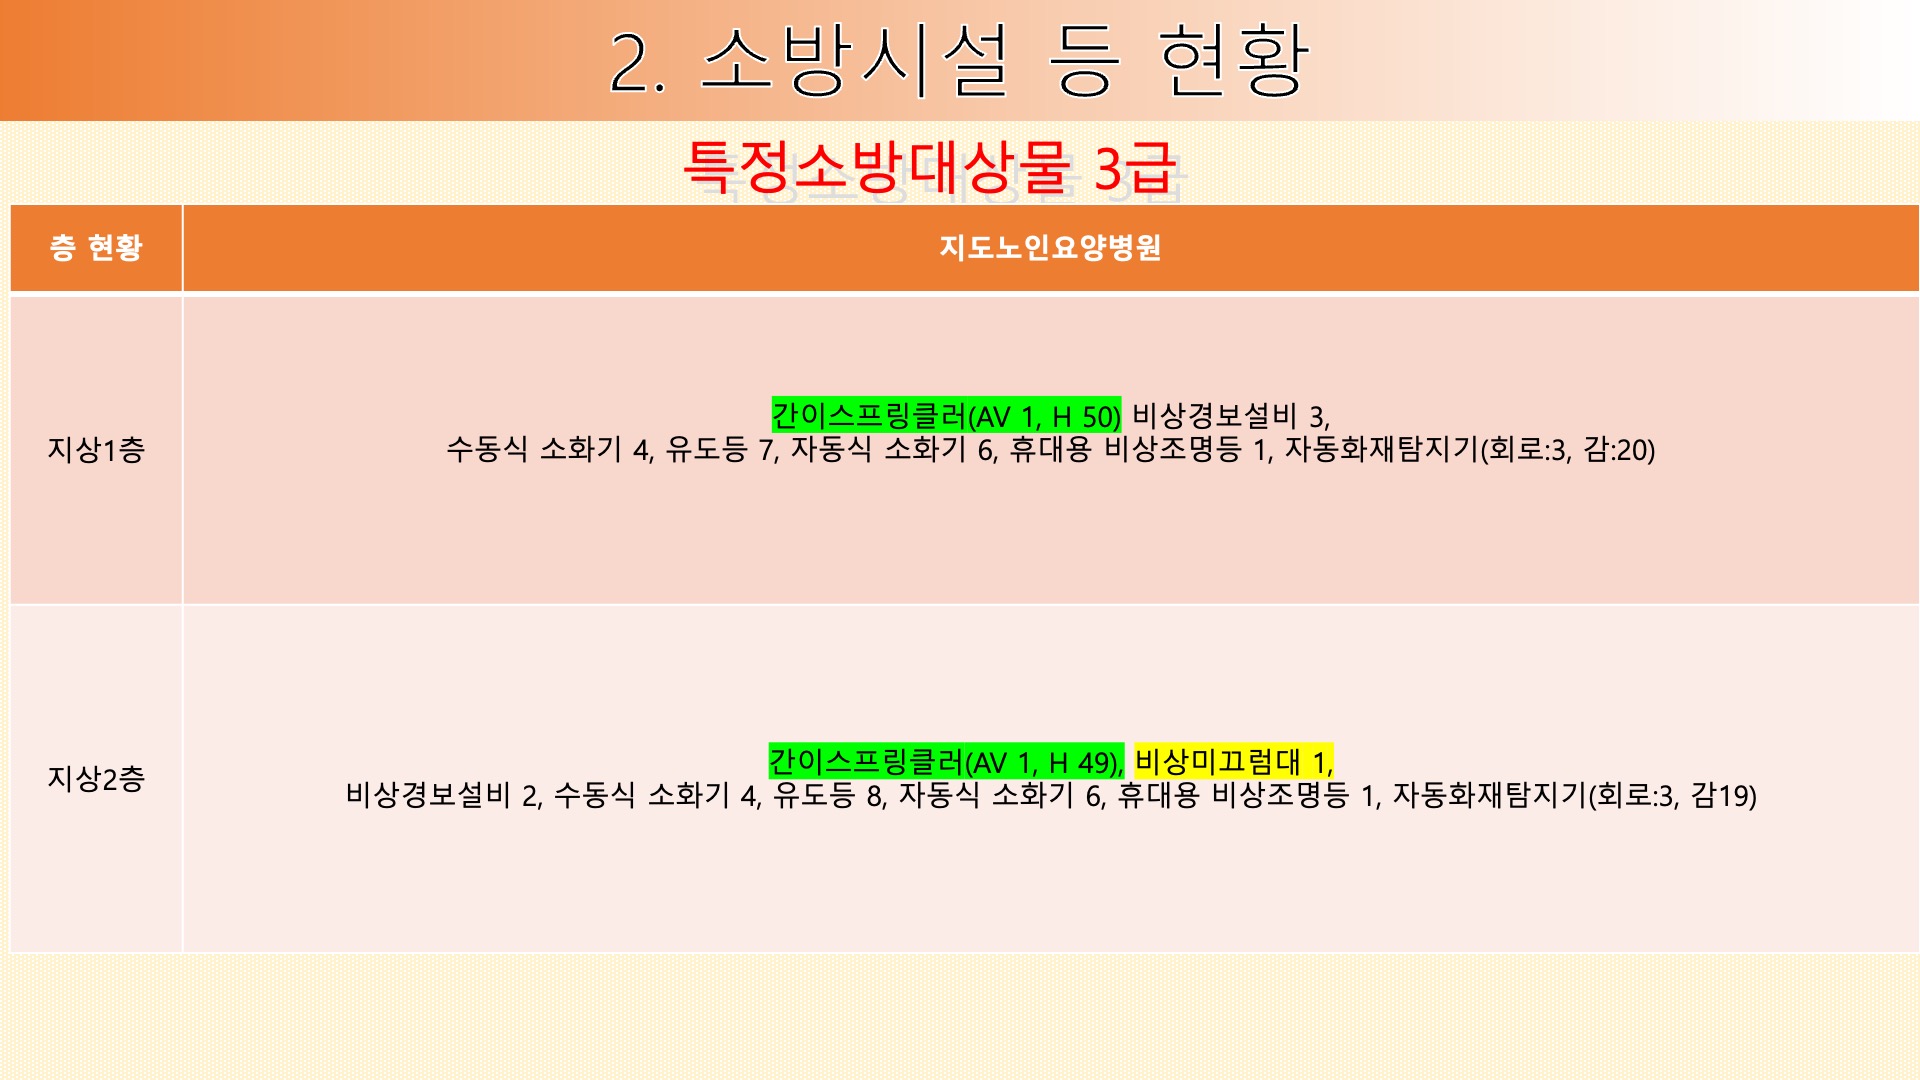 2. 소방시설 등 현황
특정소방대상물 3급
층 현황
지도노인요양병원
지상1층
간이스프링클러(AV 1, H 50) 비상경보설비 3,
수동식 소화기 4, 유도등 7, 자동식 소화기 6, 휴대용 비상조명등 1, 자동화재탐지기(회로:3, 감:20)
지상2층
간이스프링클러(AV 1, H 49), 비상미끄럼대 1,
비상경보설비 2, 수동식 소화기 4, 유도등 8, 자동식 소화기 6, 휴대용 비상조명등 1, 자동화재탐지기(회로:3, 감19)